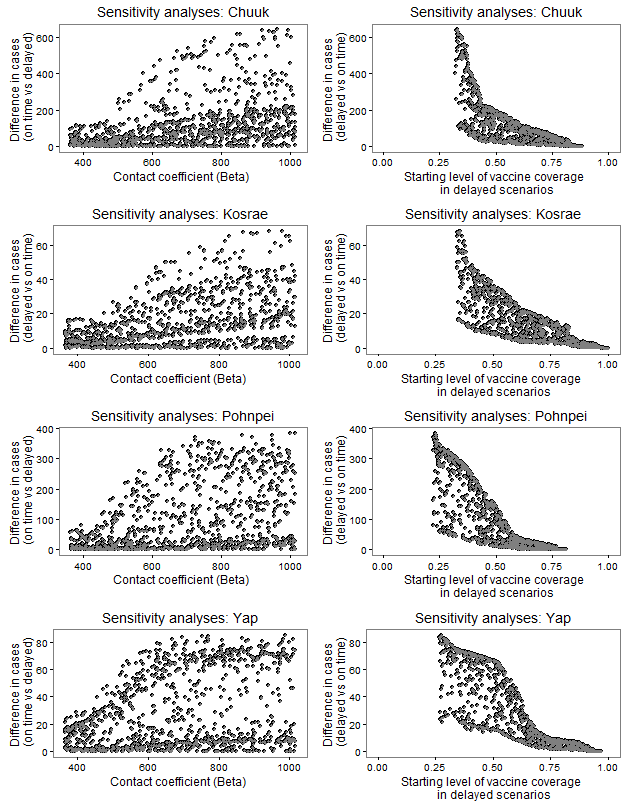 Sensitivity analyses: Chuuk
Difference in cases
(on time vs delayed)
600
400
200
0
400
600
800
1000
Contact coefficient (Beta)
Sensitivity analyses: Chuuk
Difference in cases
(delayed vs on time)
600
400
200
0
0.00
0.25
0.50
0.75
1.00
Starting level of vaccine coverage
in delayed scenarios
Sensitivity analyses: Kosrae
Difference in cases
(delayed vs on time)
60
40
20
0
400
600
800
1000
Contact coefficient (Beta)
Sensitivity analyses: Kosrae
Difference in cases
(delayed vs on time)
60
40
20
0
0.00
0.25
0.50
0.75
1.00
Starting level of vaccine coverage
in delayed scenarios
Sensitivity analyses: Pohnpei
Difference in cases
(on time vs delayed)
400
300
200
100
0
400
600
800
1000
Contact coefficient (Beta)
Sensitivity analyses: Pohnpei
Difference in cases
(delayed vs on time)
400
300
200
100
0
0.00
0.25
0.50
0.75
1.00
Starting level of vaccine coverage
in delayed scenarios
Sensitivity analyses: Yap
Difference in cases
(on time vs delayed)
80
60
40
20
0
400
600
800
1000
Contact coefficient (Beta)
Sensitivity analyses: Yap
Difference in cases
(delayed vs on time)
80
60
40
20
0
0.00
0.25
0.50
0.75
1.00
Starting level of vaccine coverage
in delayed scenarios